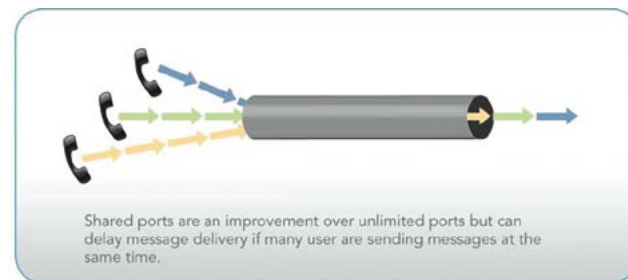 Shared ports are an improvement over unlimited ports but can
delay message delivery if many user are sending messages at the
same time.